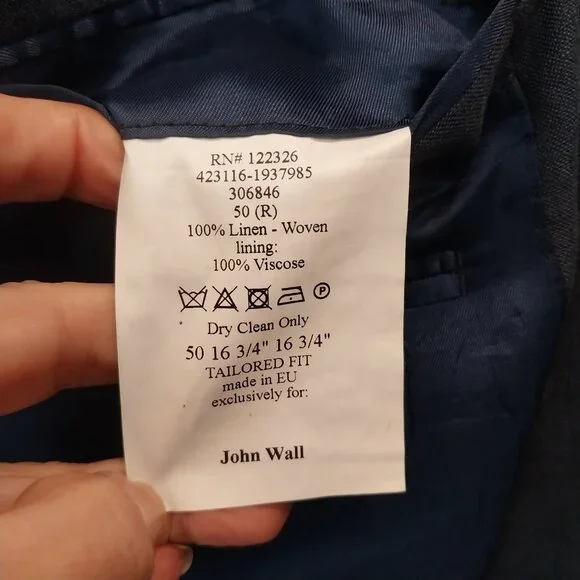 RN# 122326
423116-1937985
306846
50 (R)
100% Linen - Woven
lining:
100% Viscose
P
Dry Clean Only
50 16 3/4" 16 3/4"
TAILORED FIT
made in EU
exclusively for:
John Wall